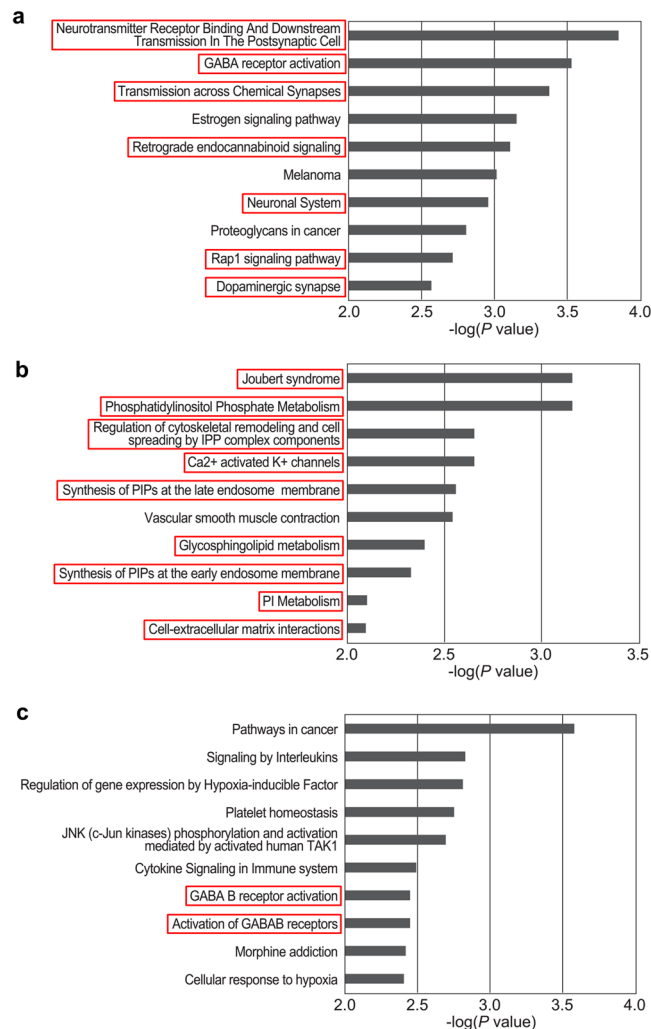 a
Neurotransmitter Receptor Binding And Downstream
Transmission In The Postsynaptic Cell
GABA receptor activation
Transmission across Chemical Synapses
Estrogen signaling pathway
Retrograde endocannabinoid signaling
Melanoma
Neuronal System
Proteoglycans in cancer
Rap1 signaling pathway
Dopaminergic synapse
2.0 2.5 3.0 3.5 4.0
-log(P value)
b
Joubert syndrome
Phosphatidylinositol Phosphate Metabolism
Regulation of cytoskeletal remodeling and cell
spreading by IPP complex components
Ca2+ activated K+ channels
Synthesis of PIPs at the late endosome membrane
Vascular smooth muscle contraction
Glycosphingolipid metabolism
Synthesis of PIPs at the early endosome membrane
PI Metabolism
Cell-extracellular matrix interactions
2.0 2.5 3.0 3.5
-log(P value)
c
Pathways in cancer
Signaling by Interleukins
Regulation of gene expression by Hypoxia-inducible Factor
Platelet homeostasis
JNK (c-Jun kinases) phosphorylation and activation
mediated by activated human TAK1
Cytokine Signaling in Immune system
GABA B receptor activation
Activation of GABAB receptors
Morphine addiction
Cellular response to hypoxia
2.0 2.5 3.0 3.5 4.0
-log(P value)